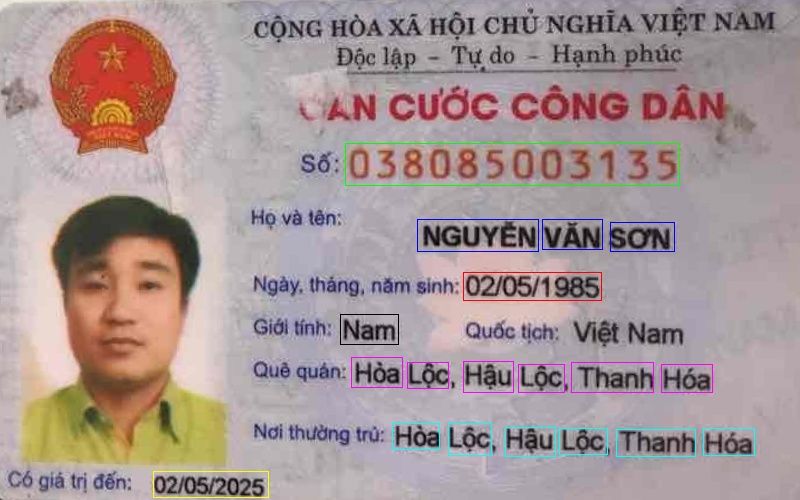 CỘNG HÒA XÃ HỘI CHỦ NGHĨA VIỆT NAM
Độc lập - Tự do - Hạnh phúc
CĂN CƯỚC CÔNG DÂN
Số: 038085003135
Họ và tên:
NGUYỄN VĂN SƠN
Ngày, tháng, năm sinh: 02/05/1985
Giới tính: Nam Quốc tịch: Việt Nam
Quê quán: Hòa Lộc, Hậu Lộc, Thanh Hóa
Nơi thường trú: Hòa Lộc, Hậu Lộc, Thanh Hóa
Có giá trị đến: 02/05/2025